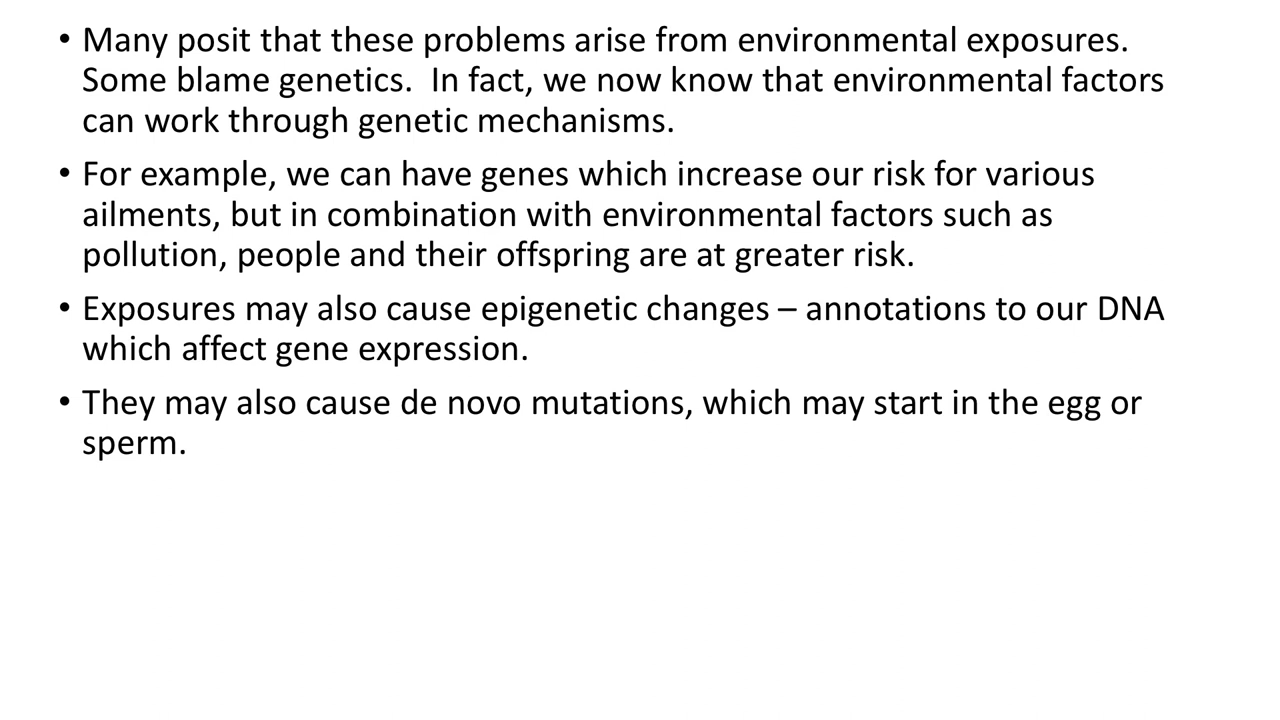 • Many posit that these problems arise from environmental exposures.
Some blame genetics.  In fact, we now know that environmental factors
can work through genetic mechanisms.
• For example, we can have genes which increase our risk for various
ailments, but in combination with environmental factors such as
pollution, people and their offspring are at greater risk.
• Exposures may also cause epigenetic changes – annotations to our DNA
which affect gene expression.
• They may also cause de novo mutations, which may start in the egg or
sperm.